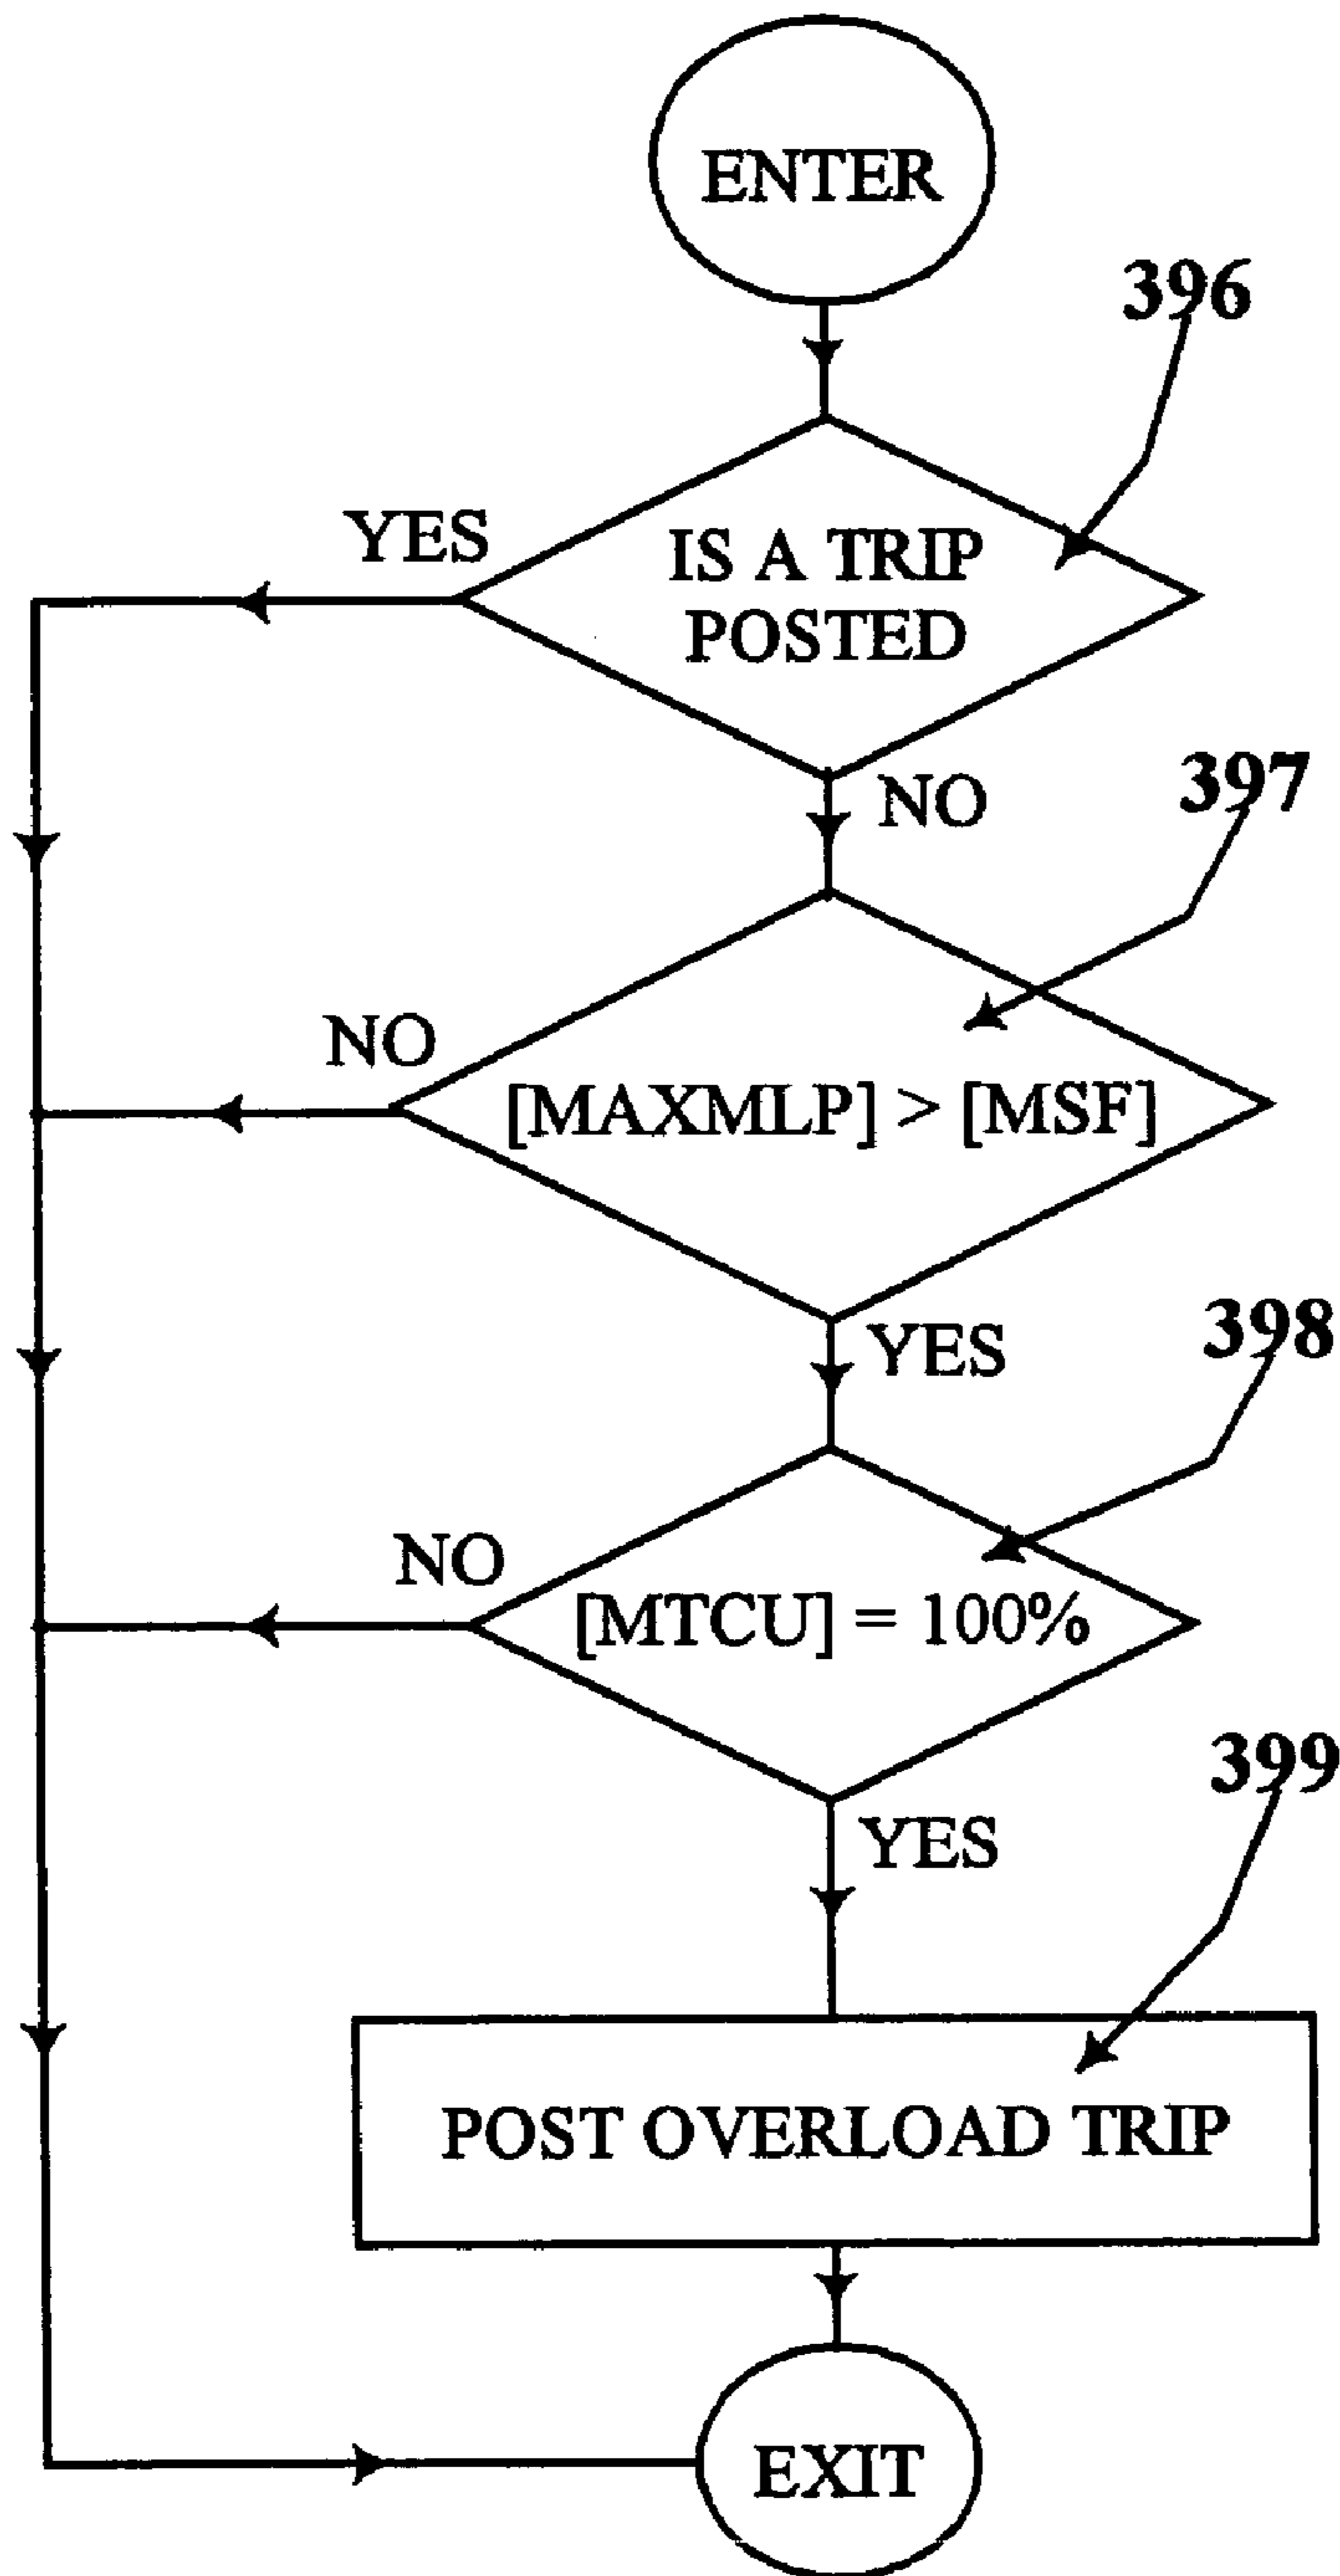 ENTER
396
YES
IS A TRIP
POSTED
NO
397
NO
[MAXMLP] > [MSF]
YES
398
NO
[MTCU] = 100%
YES
399
POST OVERLOAD TRIP
EXIT